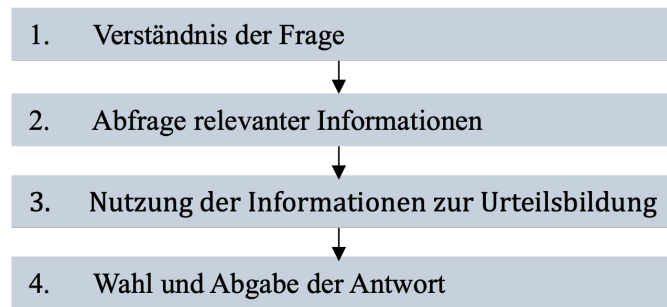 1. Verständnis der Frage
2. Abfrage relevanter Informationen
3. Nutzung der Informationen zur Urteilsbildung
4. Wahl und Abgabe der Antwort